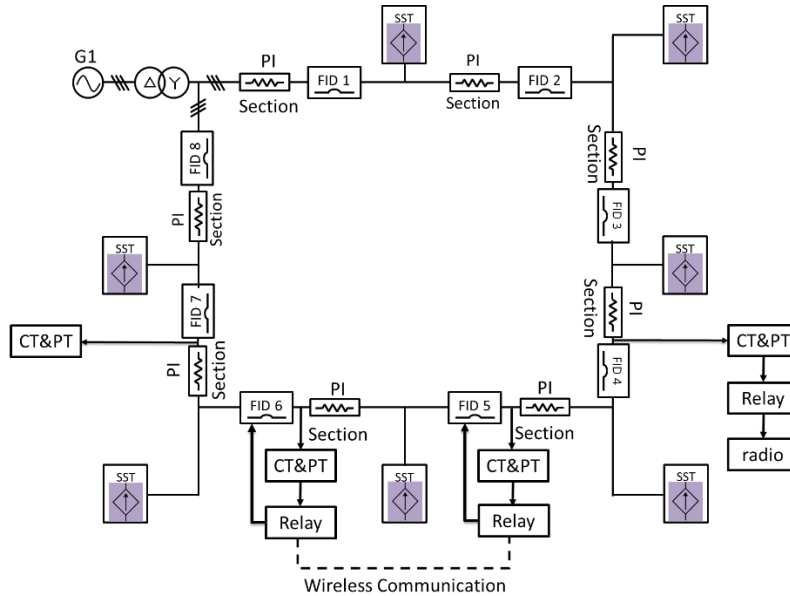 SST
SST
G1
PI
PI
FID 1
FID 2
Section
Section
FID 8
PI
Section
PI
Section
FID 3
SST
SST
FID 7
PI
Section
CT&PT
PI
Section
FID 4
CT&PT
Relay
radio
FID 6
PI
Section
FID 5
PI
Section
SST
CT&PT
SST
CT&PT
SST
Relay
Relay
Wireless Communication